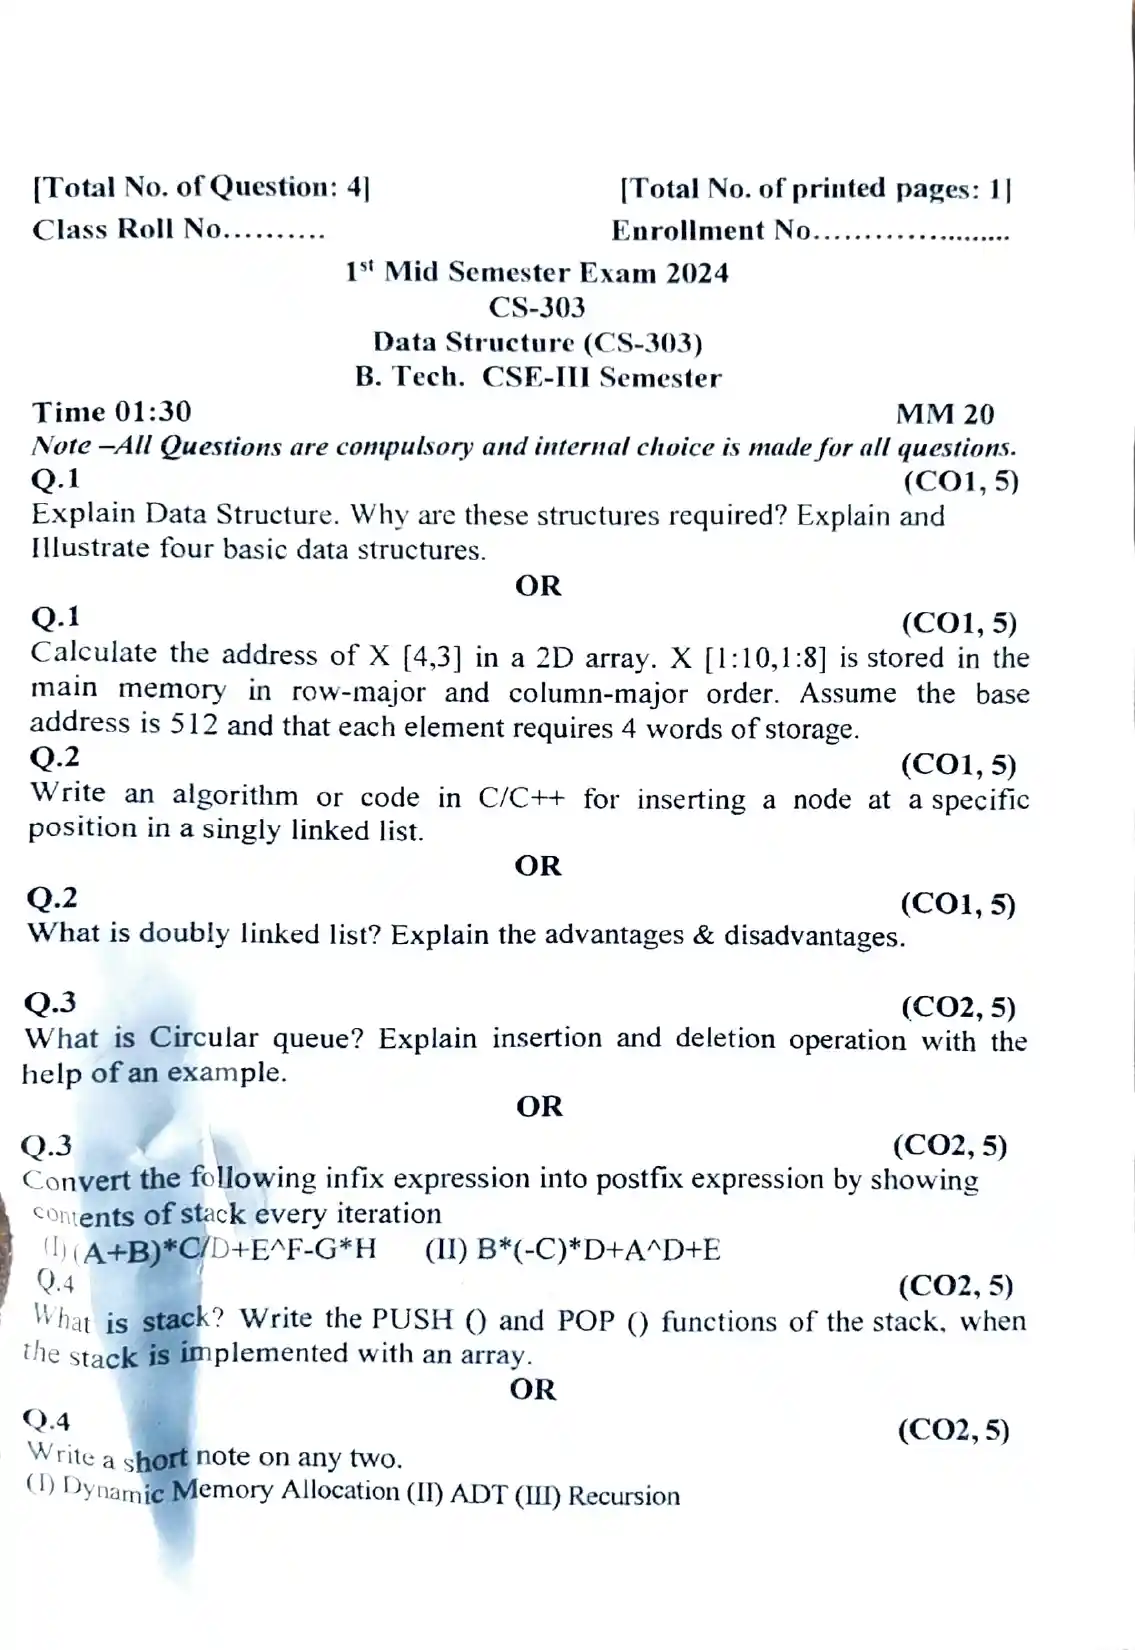 [Total No. of Question: 4] [Total No. of printed pages: 1]
Class Roll No.......... Enrollment No.......................
1st Mid Semester Exam 2024
CS-303
Data Structure (CS-303)
B. Tech. CSE-III Semester
Time 01:30 MM 20
Note –All Questions are compulsory and internal choice is made for all questions.
Q.1 (CO1, 5)
Explain Data Structure. Why are these structures required? Explain and
Illustrate four basic data structures.
OR
Q.1 (CO1, 5)
Calculate the address of X [4,3] in a 2D array. X [1:10,1:8] is stored in the
main memory in row-major and column-major order. Assume the base
address is 512 and that each element requires 4 words of storage.
Q.2 (CO1, 5)
Write an algorithm or code in C/C++ for inserting a node at a specific
position in a singly linked list.
OR
Q.2 (CO1, 5)
What is doubly linked list? Explain the advantages & disadvantages.
Q.3 (CO2, 5)
What is Circular queue? Explain insertion and deletion operation with the
help of an example.
OR
Q.3 (CO2, 5)
Convert the following infix expression into postfix expression by showing
contents of stack every iteration
(I) (A+B)*C/D+E^F-G*H (II) B*(-C)*D+A^D+E
Q.4 (CO2, 5)
What is stack? Write the PUSH () and POP () functions of the stack, when
the stack is implemented with an array.
OR
Q.4 (CO2, 5)
Write a short note on any two.
(I) Dynamic Memory Allocation (II) ADT (III) Recursion